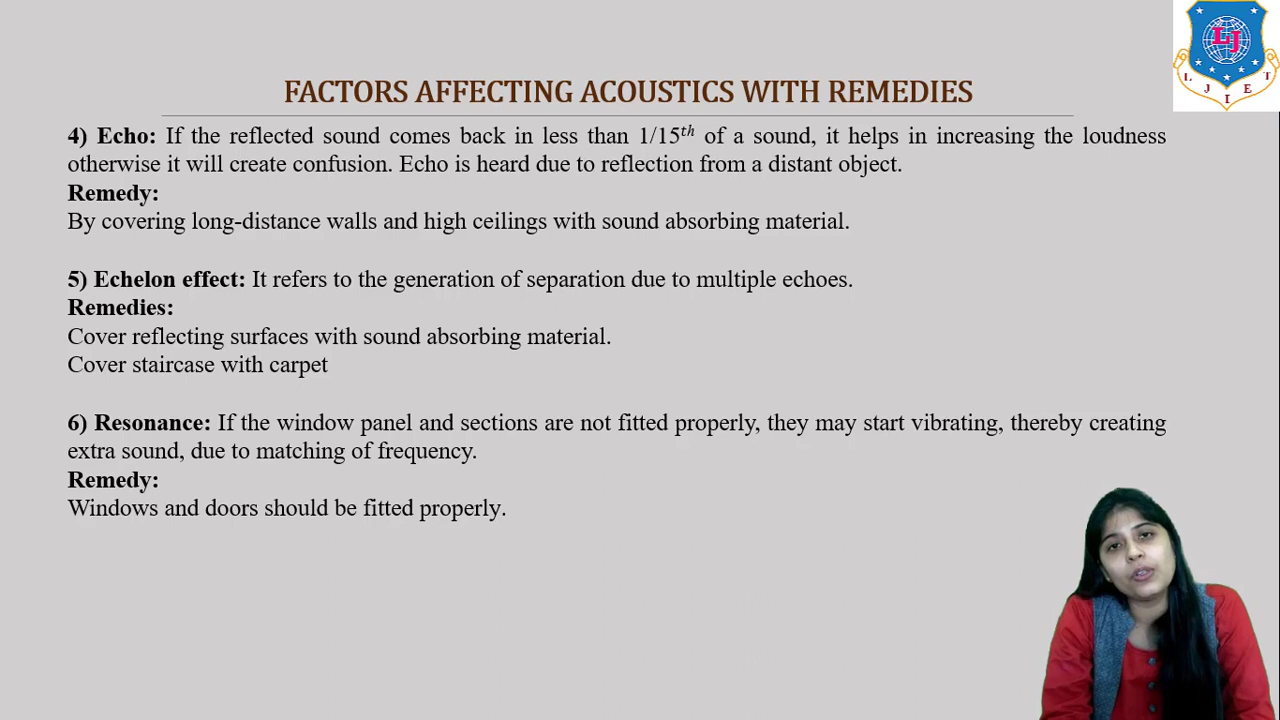 FACTORS AFFECTING ACOUSTICS WITH REMEDIES
4) Echo: If the reflected sound comes back in less than 1/15th of a sound, it helps in increasing the loudness
otherwise it will create confusion. Echo is heard due to reflection from a distant object.
Remedy:
By covering long-distance walls and high ceilings with sound absorbing material.
5) Echelon effect: It refers to the generation of separation due to multiple echoes.
Remedies:
Cover reflecting surfaces with sound absorbing material.
Cover staircase with carpet
6) Resonance: If the window panel and sections are not fitted properly, they may start vibrating, thereby creating
extra sound, due to matching of frequency.
Remedy:
Windows and doors should be fitted properly.
LJ
L J I E T